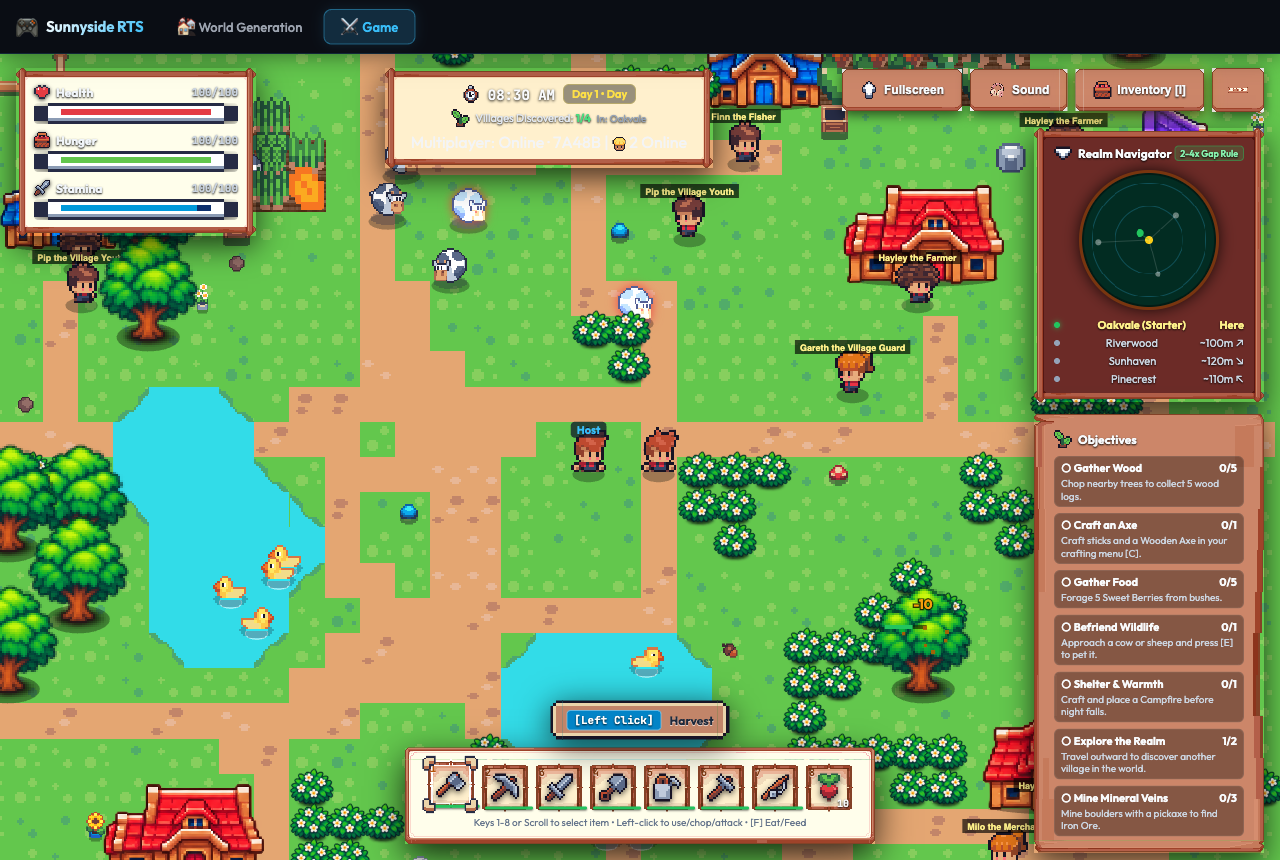 Sunnyside RTS
World Generation
Game
Health 100/100
Hunger 100/100
Stamina 100/100
08:30 AM Day 1 • Day
Villages Discovered: 1/4 In: Oakvale
Multiplayer: Online
2 Online
Fullscreen
Sound
Inventory [I]
Finn the Fisher
Hayley the Farmer
Pip the Village Youth
Hayley the Farmer
Pip the Village You
Gareth the Village Guard
Host
Realm Navigator 2-4x Gap Rule
Oakvale (Starter) Here
Riverwood ~100m ↗
Sunhaven ~120m ↘
Pinecrest ~110m ↖
Objectives
Gather Wood 0/5
Chop nearby trees to collect 5 wood
logs.
Craft an Axe 0/1
Craft sticks and a Wooden Axe in your
crafting menu [C].
Gather Food 0/5
Forage 5 Sweet Berries from bushes.
Befriend Wildlife 0/1
Approach a cow or sheep and press [E]
to pet it.
Shelter & Warmth 0/1
Craft and place a Campfire before
night falls.
Explore the Realm 1/2
Travel outward to discover another
village in the world.
Mine Mineral Veins 0/3
Mine boulders with a pickaxe to find
Iron Ore.
-10
[Left Click] Harvest
10
Keys 1-8 or Scroll to select item • Left-click to use/chop/attack • [F] Eat/Feed
Hay
Milo the Mercha